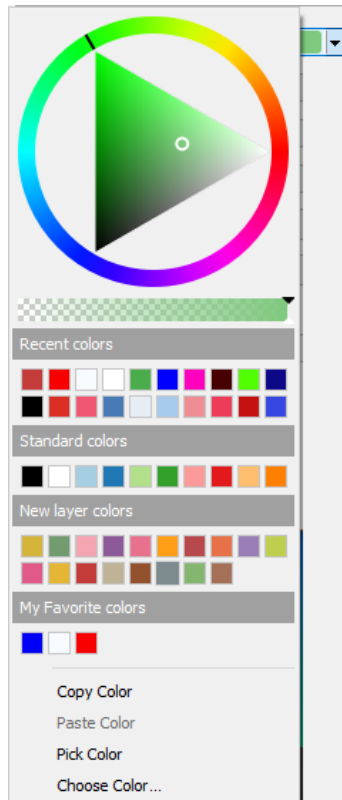 Recent colors
Standard colors
New layer colors
My Favorite colors
Copy Color
Paste Color
Pick Color
Choose Color...